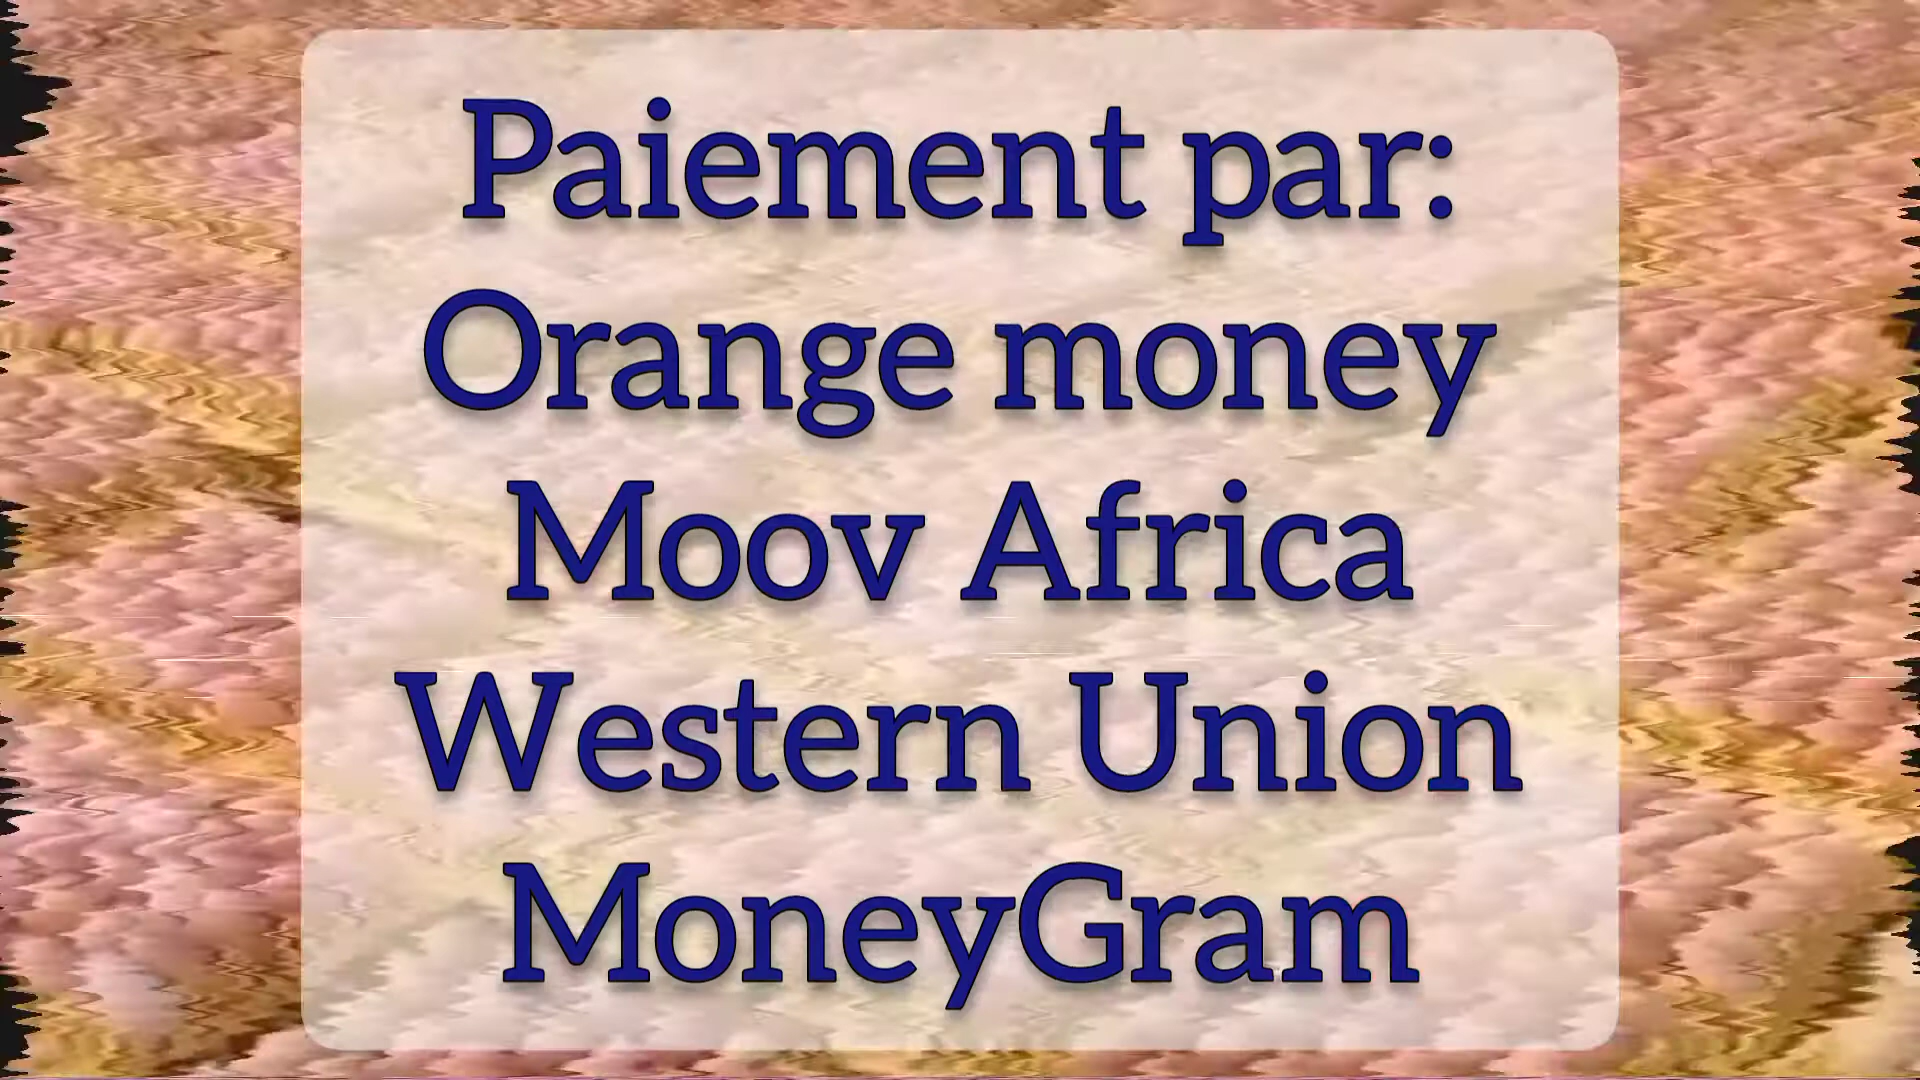 Paiement par:
Orange money
Moov Africa
Western Union
MoneyGram